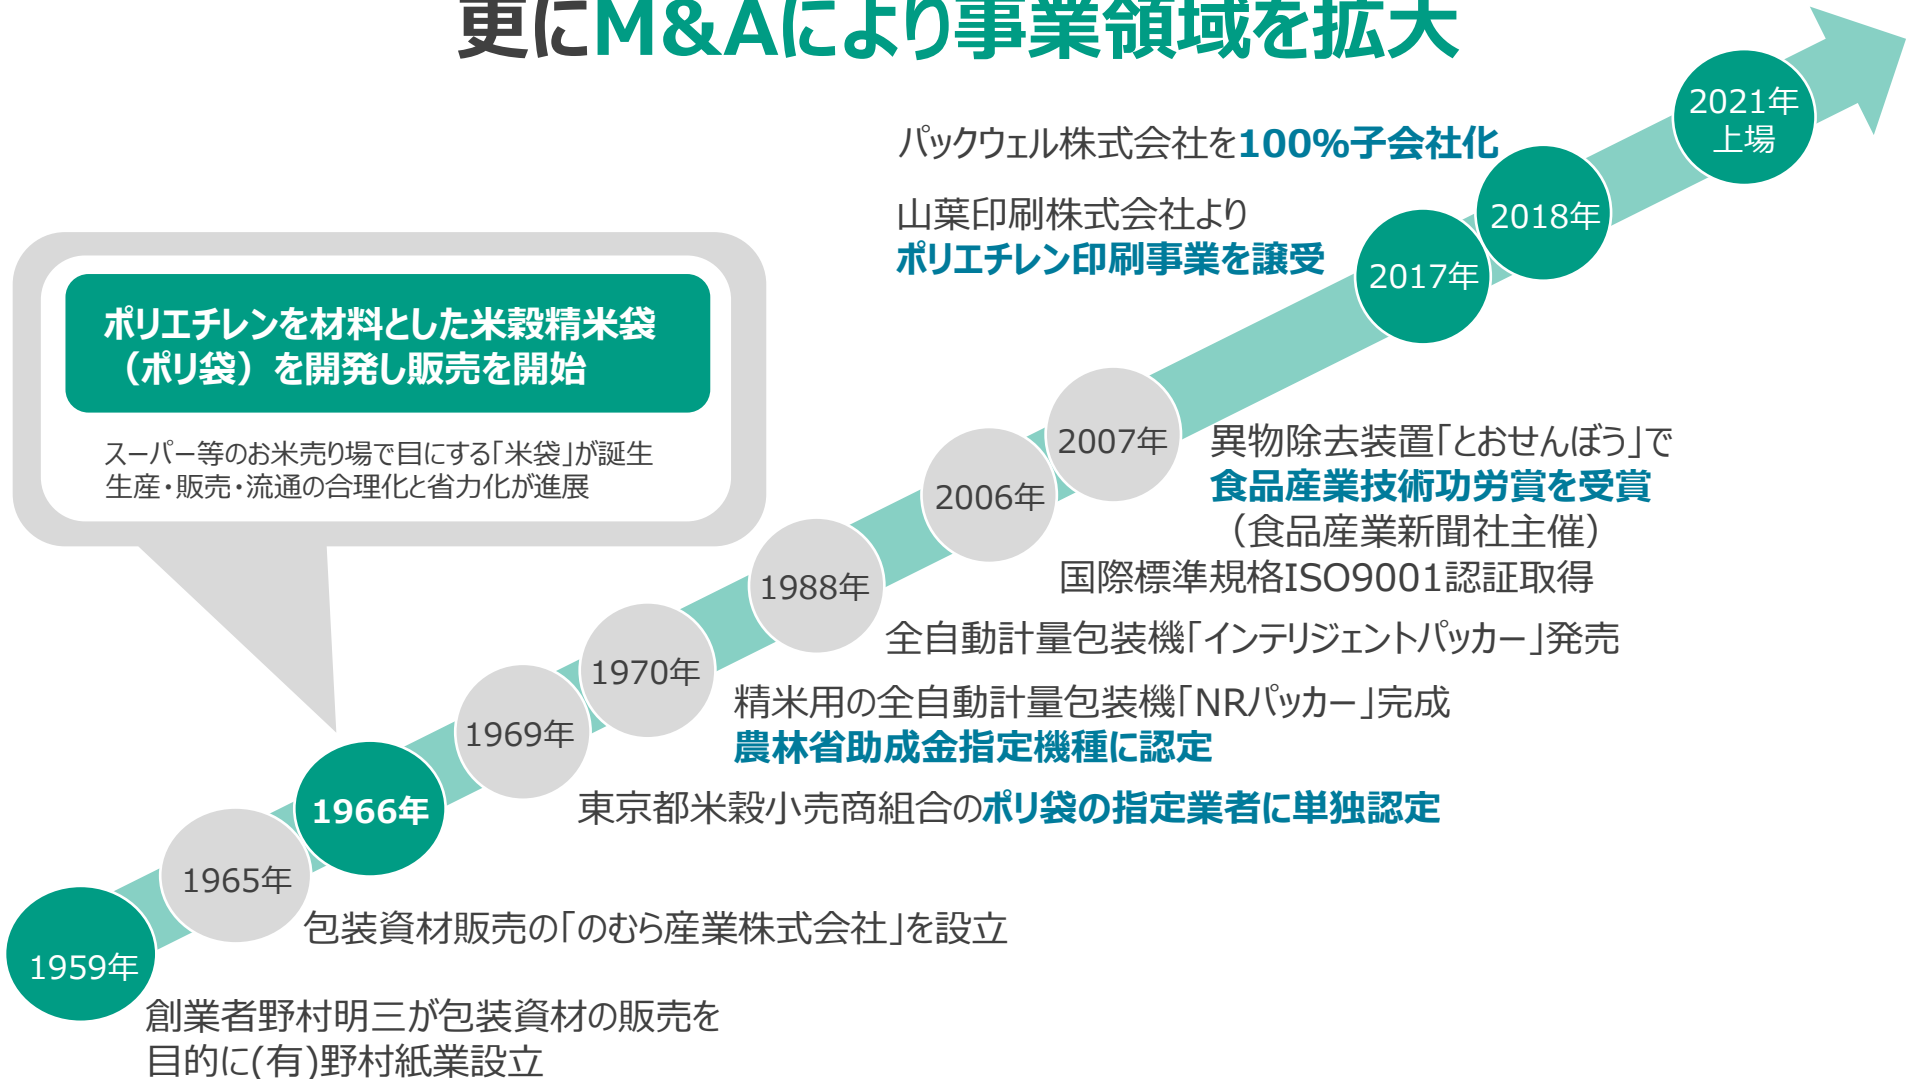 更にM&Aにより事業領域を拡大
2021年
上場
パックウェル株式会社を100%子会社化
2018年
山葉印刷株式会社より
ポリエチレン印刷事業を譲受
2017年
ポリエチレンを材料とした米穀精米袋
（ポリ袋）を開発し販売を開始
スーパー等のお米売り場で目にする「米袋」が誕生
生産・販売・流通の合理化と省力化が進展
2007年
異物除去装置「とおせんぼう」で
食品産業技術功労賞を受賞
（食品産業新聞社主催）
2006年
国際標準規格ISO9001認証取得
1988年
全自動計量包装機「インテリジェントパッカー」発売
1970年
精米用の全自動計量包装機「NRパッカー」完成
農林省助成金指定機種に認定
1969年
東京都米穀小売商組合のポリ袋の指定業者に単独認定
1966年
1965年
包装資材販売の「のむら産業株式会社」を設立
1959年
創業者野村明三が包装資材の販売を
目的に(有)野村紙業設立